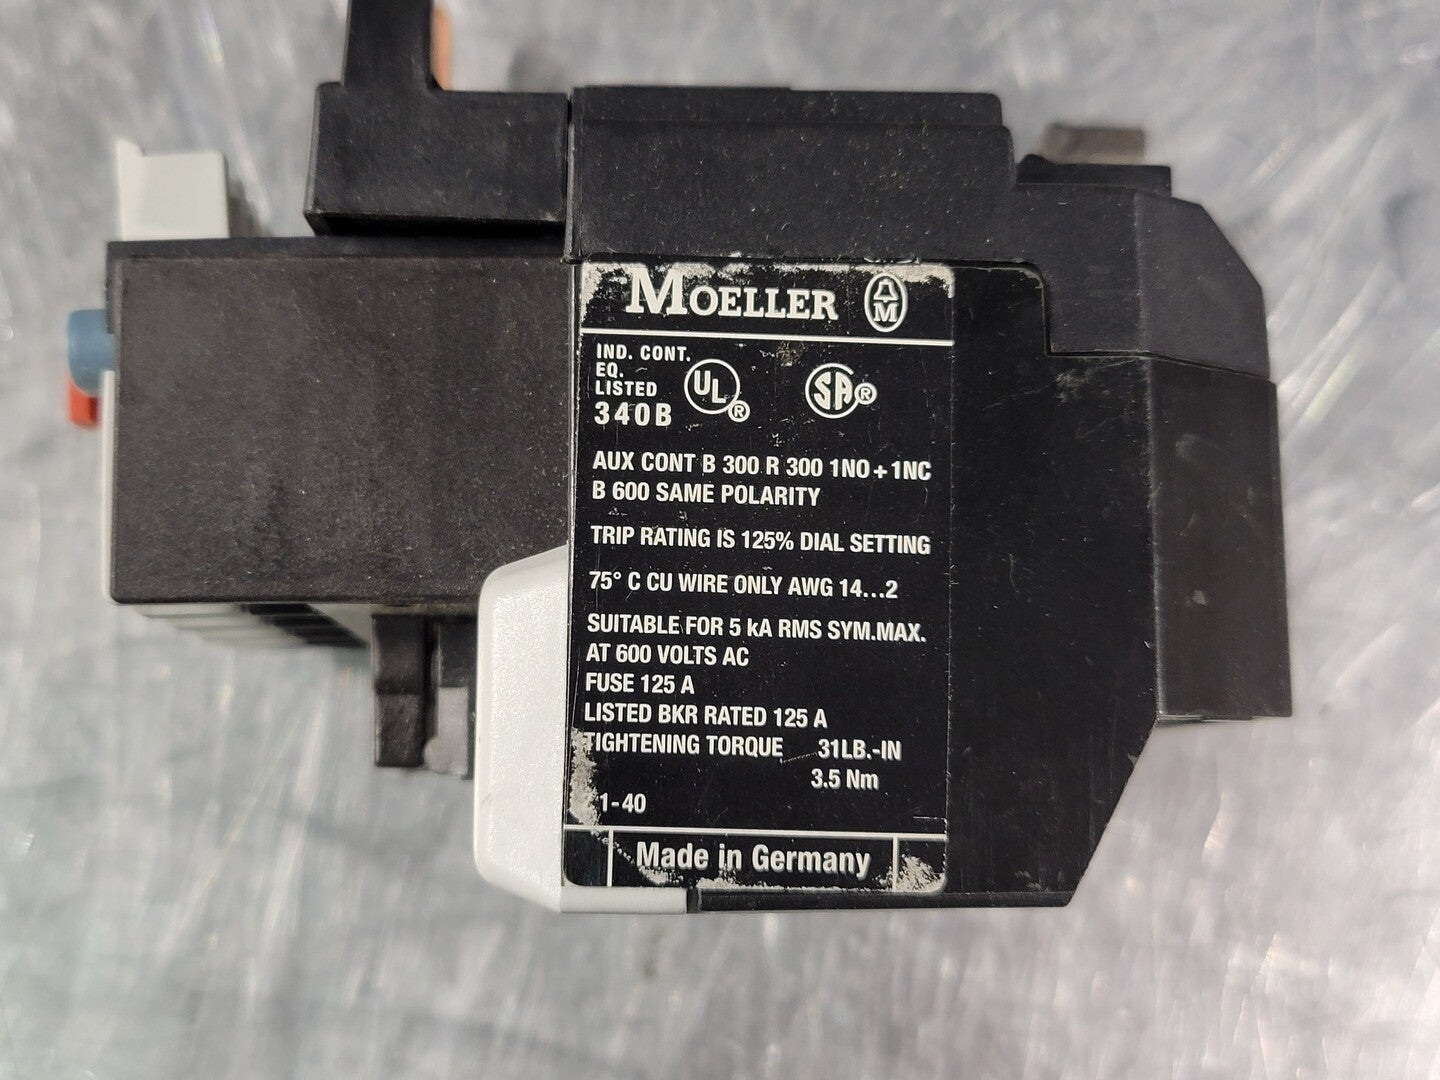 MOELLER M
IND. CONT.
EQ.
LISTED
340B
UL ®
SA ®
AUX CONT B 300 R 300 1NO + 1NC
B 600 SAME POLARITY
TRIP RATING IS 125% DIAL SETTING
75° C CU WIRE ONLY AWG 14...2
SUITABLE FOR 5 kA RMS SYM.MAX.
AT 600 VOLTS AC
FUSE 125 A
LISTED BKR RATED 125 A
TIGHTENING TORQUE 31LB.-IN
3.5 Nm
1-40
Made in Germany